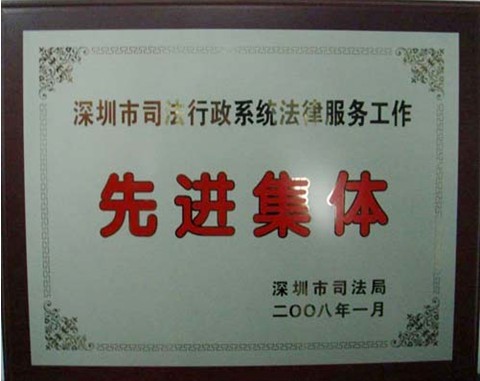 深圳市司法行政系统法律服务工作
先进集体
深圳市司法局
二〇〇八年一月